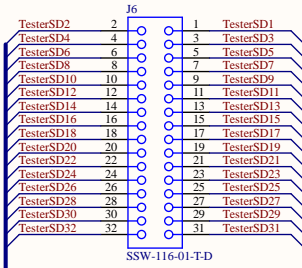 J6
TesterSD2 2 1 TesterSD1
TesterSD4 4 3 TesterSD3
TesterSD6 6 5 TesterSD5
TesterSD8 8 7 TesterSD7
TesterSD10 10 9 TesterSD9
TesterSD12 12 11 TesterSD11
TesterSD14 14 13 TesterSD13
TesterSD16 16 15 TesterSD15
TesterSD18 18 17 TesterSD17
TesterSD20 20 19 TesterSD19
TesterSD22 22 21 TesterSD21
TesterSD24 24 23 TesterSD23
TesterSD26 26 25 TesterSD25
TesterSD28 28 27 TesterSD27
TesterSD30 30 29 TesterSD29
TesterSD32 32 31 TesterSD31
SSW-116-01-T-D